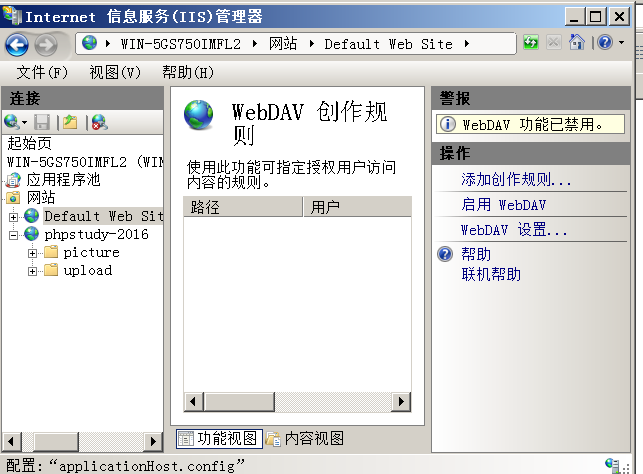 Internet 信息服务(IIS)管理器
WIN-5GS750IMFL2 网站 Default Web Site
文件(F) 视图(V) 帮助(H)
连接
起始页
WIN-5GS750IMFL2 (WIN
应用程序池
网站
Default Web Sit
phpstudy-2016
picture
upload
WebDAV 创作规
则
使用此功能可指定授权用户访问
内容的规则。
路径 用户
功能视图 内容视图
警报
WebDAV 功能已禁用。
操作
添加创作规则...
启用 WebDAV
WebDAV 设置...
帮助
联机帮助
配置:“applicationHost.config”